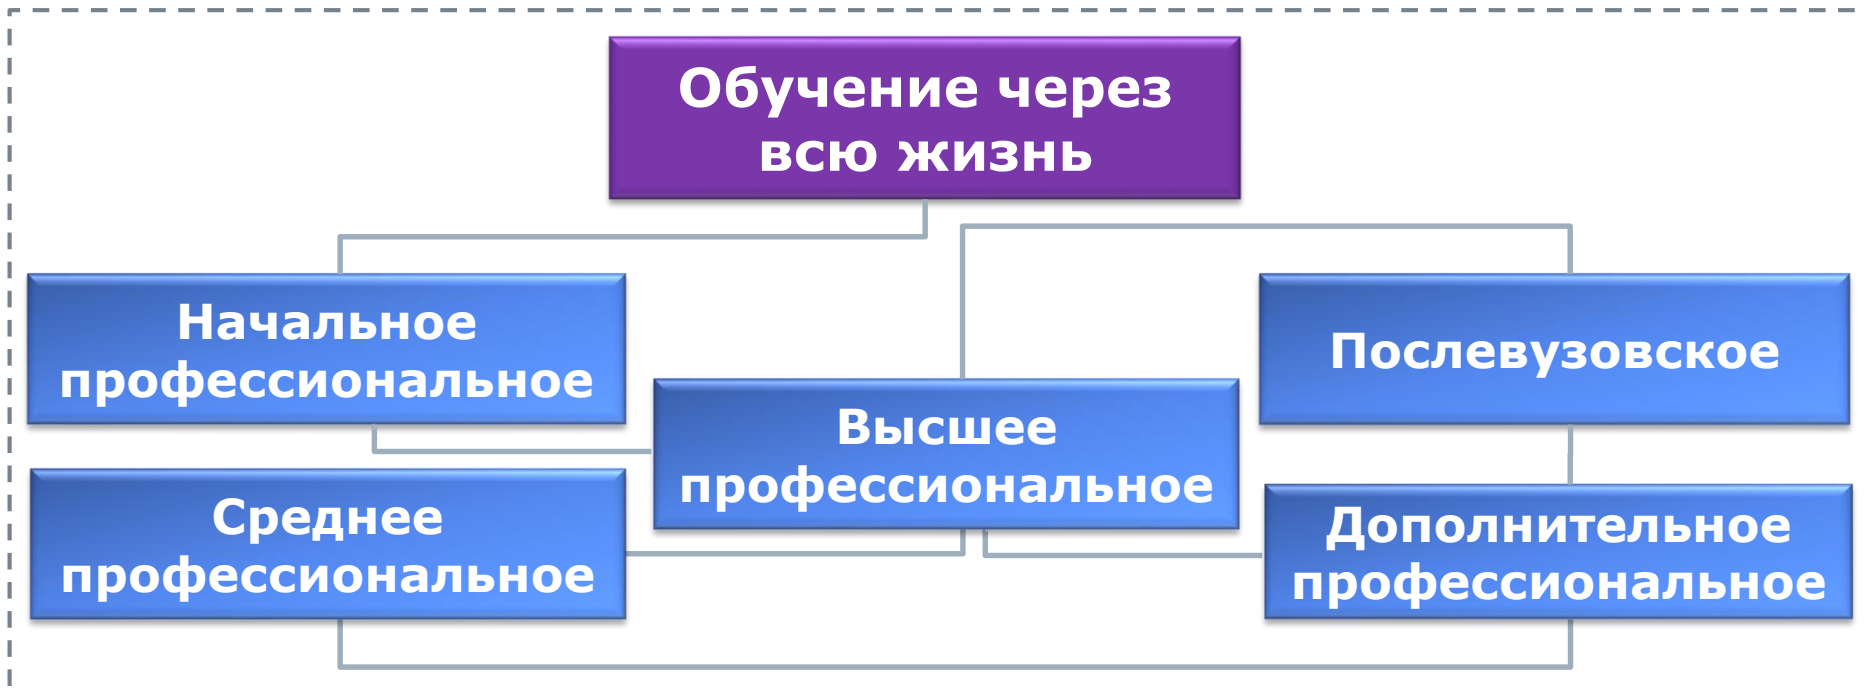 Обучение через
всю жизнь
Начальное
профессиональное
Послевузовское
Высшее
профессиональное
Среднее
профессиональное
Дополнительное
профессиональное